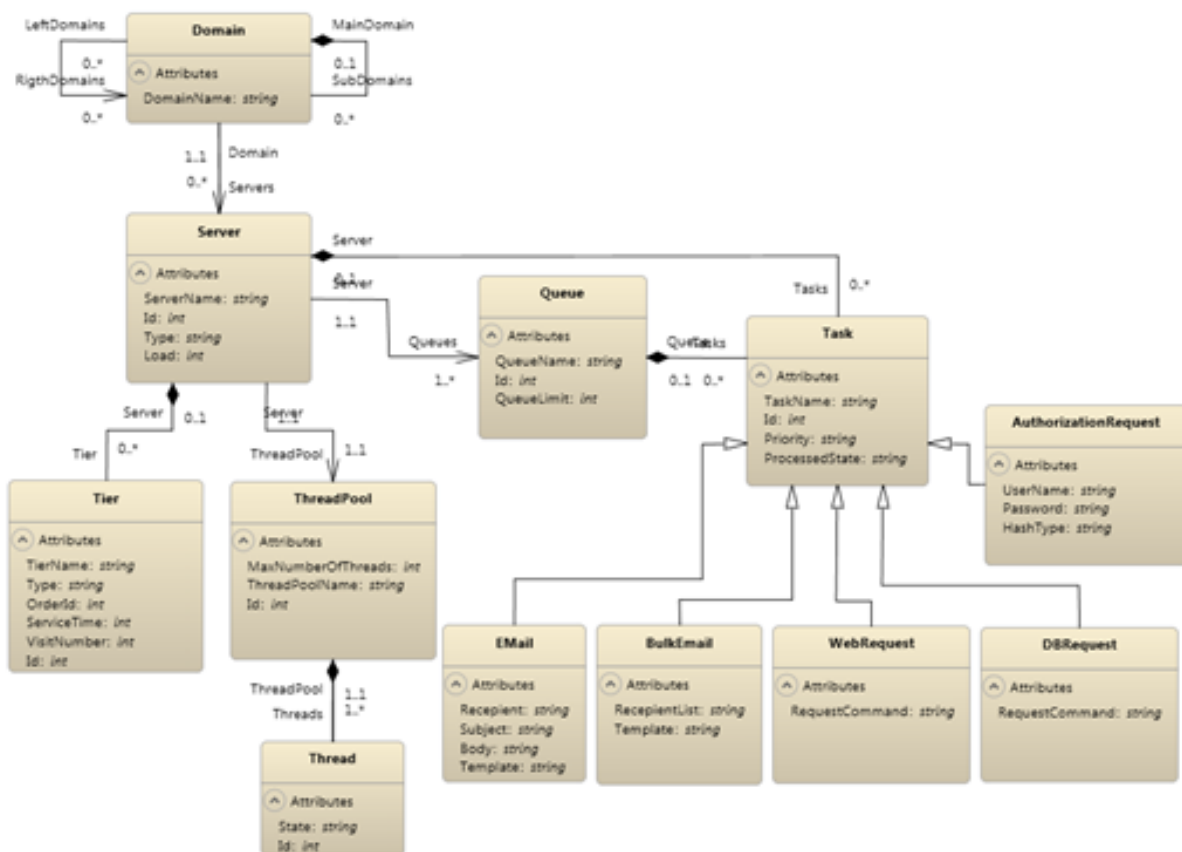 LeftDomains
Domain
MainDomain
0..*
Attributes
0..1
RigthDomains
SubDomains
DomainName: string
0..*
0..*
1..1
Domain
0..*
Servers
Server
Server
Attributes
0..1
Server
0..*
Tasks
ServerName: string
Id: int
Type: string
Load: int
1..1
Queues
1..*
Queue
Attributes
QueueName: string
Id: int
QueueLimit: int
Queue
Tasks
0..1
0..*
Task
Attributes
TaskName: string
Id: int
Priority: string
ProcessedState: string
AuthorizationRequest
Attributes
UserName: string
Password: string
HashType: string
Server
0..1
Server
1..1
Tier
0..*
ThreadPool
1..1
Tier
Attributes
TierName: string
Type: string
OrderId: int
ServiceTime: int
VisitNumber: int
Id: int
ThreadPool
Attributes
MaxNumberOfThreads: int
ThreadPoolName: string
Id: int
EMail
Attributes
Recepient: string
Subject: string
Body: string
Template: string
BulkEmail
Attributes
RecepientList: string
Template: string
WebRequest
Attributes
RequestCommand: string
DBRequest
Attributes
RequestCommand: string
ThreadPool
1..1
Threads
1..*
Thread
Attributes
State: string
Id: int